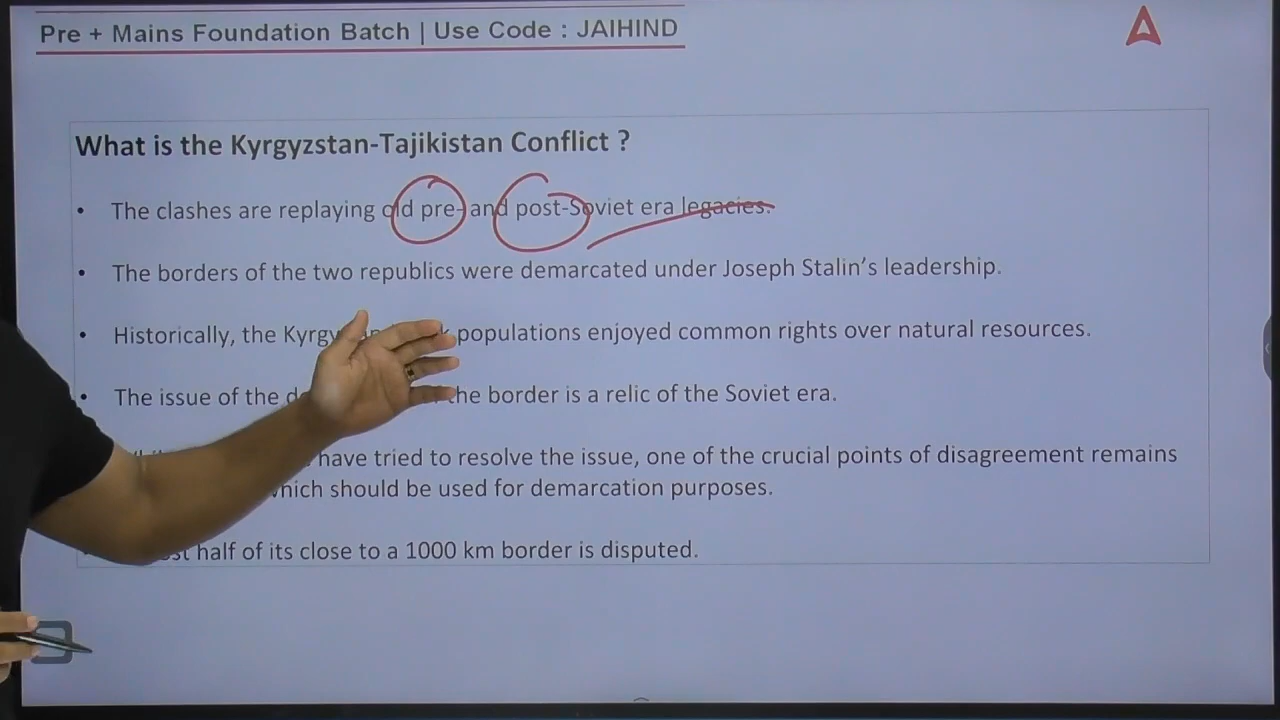 Pre + Mains Foundation Batch | Use Code : JAIHIND
What is the Kyrgyzstan-Tajikistan Conflict ?
• The clashes are replaying old pre- and post-Soviet era legacies.
• The borders of the two republics were demarcated under Joseph Stalin's leadership.
• Historically, the populations enjoyed common rights over natural resources.
• The issue of the the border is a relic of the Soviet era.
have tried to resolve the issue, one of the crucial points of disagreement remains
which should be used for demarcation purposes.
half of its close to a 1000 km border is disputed.